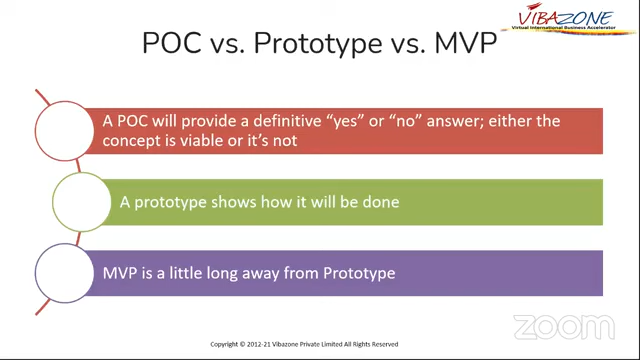 VIBAZONE
Virtual International Business Accelerator
POC vs. Prototype vs. MVP
A POC will provide a definitive “yes” or “no” answer; either the
concept is viable or it’s not
A prototype shows how it will be done
MVP is a little long away from Prototype
zoom
Copyright © 2012-21 Vibazone Private Limited All Rights Reserved